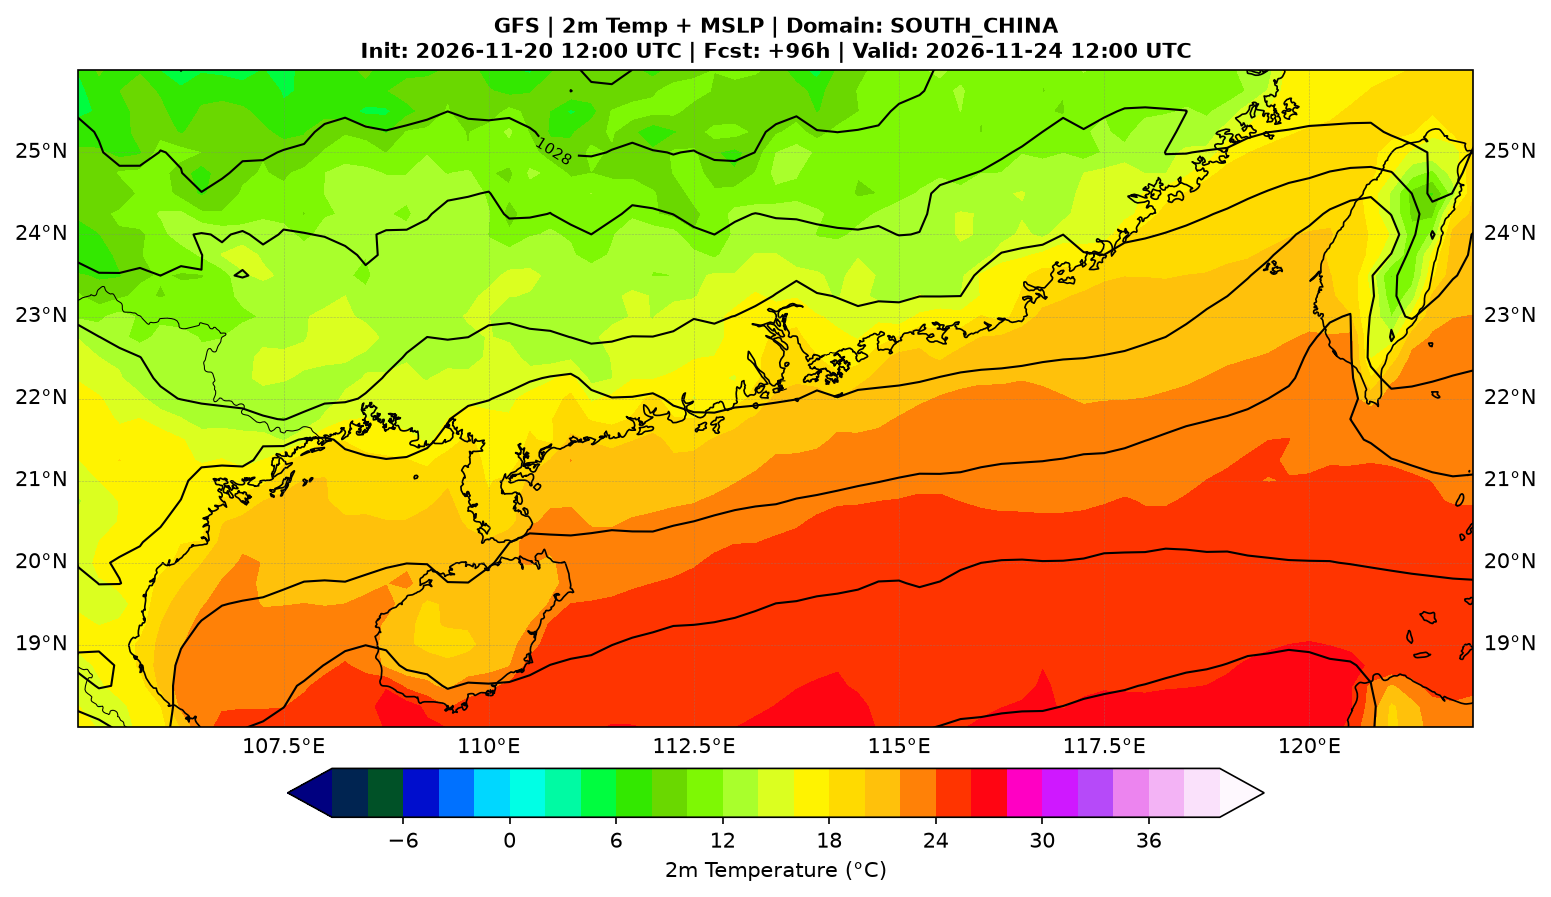 GFS | 2m Temp + MSLP | Domain: SOUTH_CHINA
Init: 2026-11-20 12:00 UTC | Fcst: +96h | Valid: 2026-11-24 12:00 UTC
25°N 25°N
1028
24°N 24°N
23°N 23°N
22°N 22°N
21°N 21°N
20°N 20°N
19°N 19°N
107.5°E 110°E 112.5°E 115°E 117.5°E 120°E
−6 0 6 12 18 24 30 36
2m Temperature (°C)